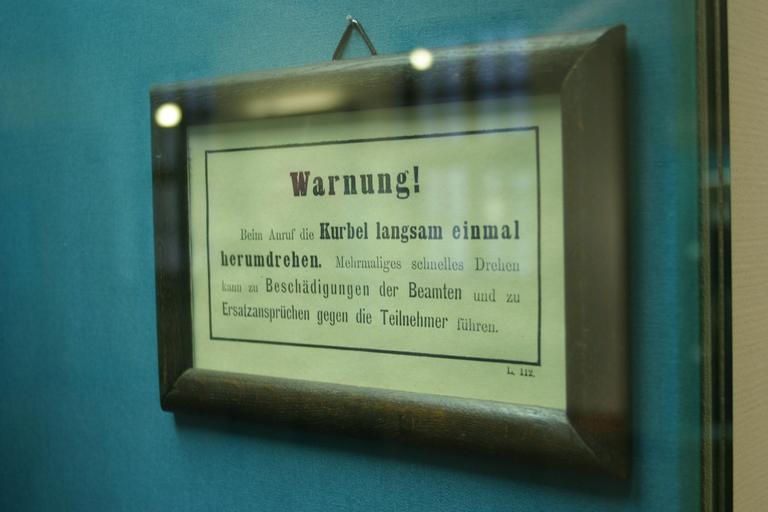 Warnung!
Beim Anruf die Kurbel langsam einmal
herumdrehen. Mehrmaliges schnelles Drehen
kann zu Beschädigungen der Beamten und zu
Ersatzansprüchen gegen die Teilnehmer führen.
L. 112.